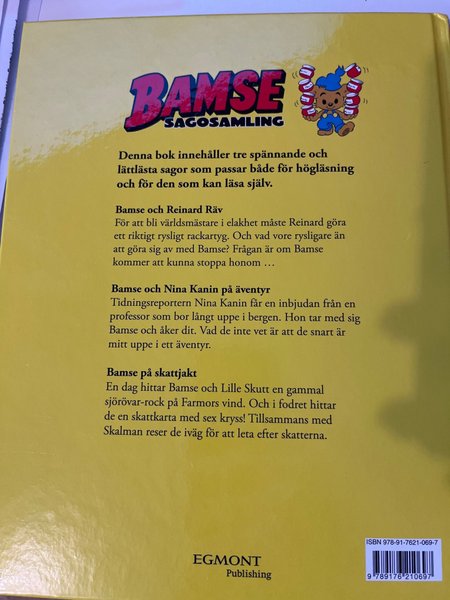 BAMSE
SAGOSAMLING
Denna bok innehåller tre spännande och
lättlästa sagor som passar både för högläsning
och för den som kan läsa själv.
Bamse och Reinard Räv
För att bli världsmästare i elakhet måste Reinard göra
ett riktigt rysligt rackartyg. Och vad vore rysligare än
att göra sig av med Bamse? Frågan är om Bamse
kommer att kunna stoppa honom …
Bamse och Nina Kanin på äventyr
Tidningsreportern Nina Kanin får en inbjudan från en
professor som bor långt uppe i bergen. Hon tar med sig
Bamse och åker dit. Vad de inte vet är att de snart är
mitt uppe i ett äventyr.
Bamse på skattjakt
En dag hittar Bamse och Lille Skutt en gammal
sjörövar-rock på Farmors vind. Och i fodret hittar
de en skattkarta med sex kryss! Tillsammans med
Skalman reser de iväg för att leta efter skatterna.
ISBN 978-91-7621-069-7
9 789176 210697
EGMONT
Publishing